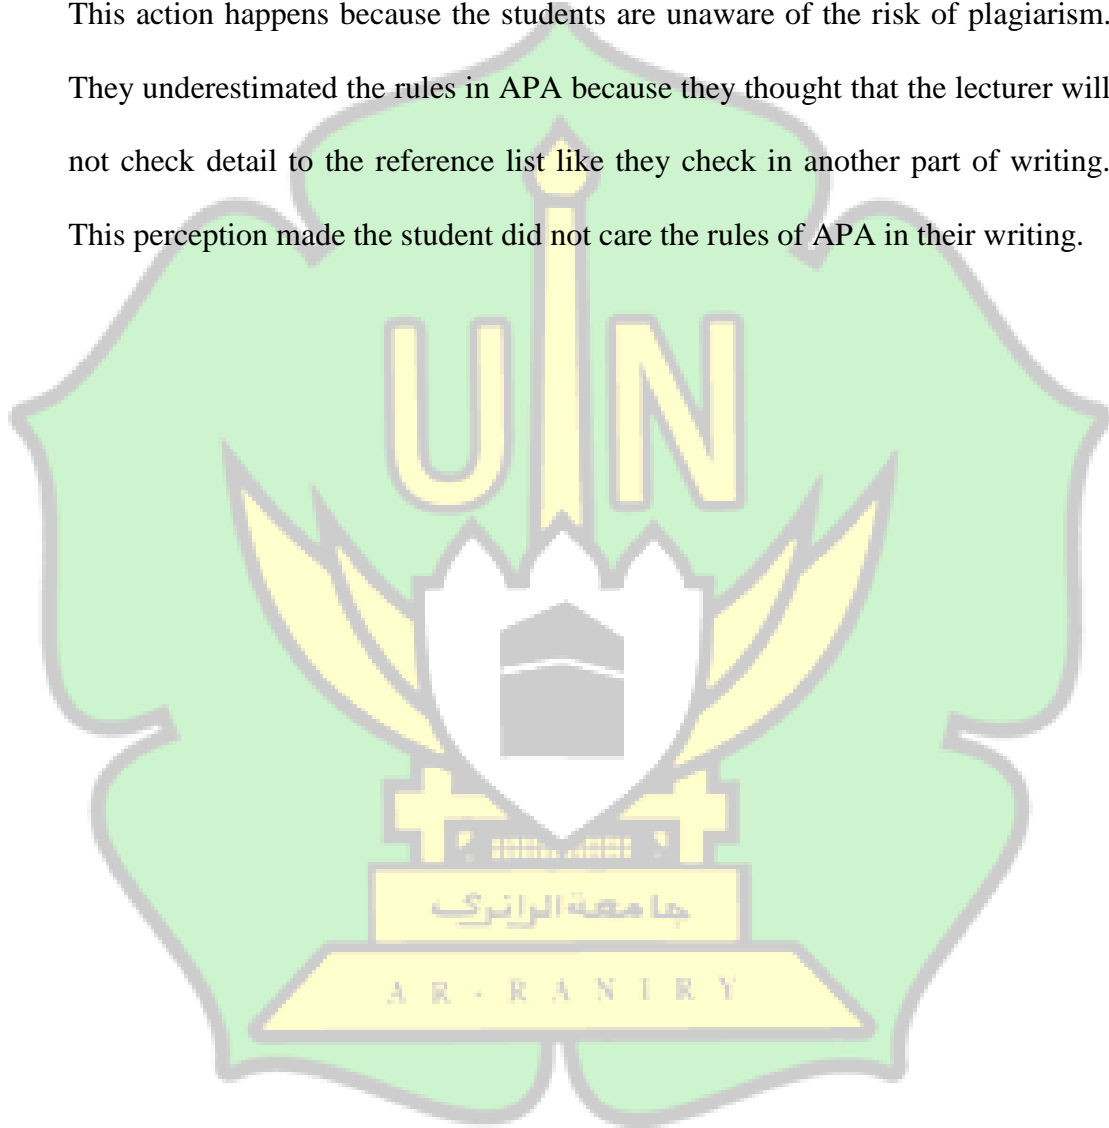 This action happens because the students are unaware of the risk of plagiarism.
They underestimated the rules in APA because they thought that the lecturer will
not check detail to the reference list like they check in another part of writing.
This perception made the student did not care the rules of APA in their writing.
UIN
جامعة الرانري
AR-RANIRY